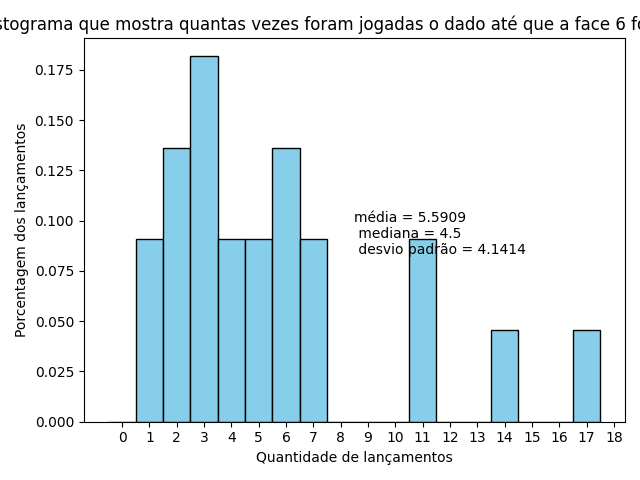 stograma que mostra quantas vezes foram jogadas o dado até que a face 6 fo
0.175
0.150
0.125
0.100
0.075
0.050
0.025
0.000
Porcentagem dos lançamentos
média = 5.5909
mediana = 4.5
desvio padrão = 4.1414
0 1 2 3 4 5 6 7 8 9 10 11 12 13 14 15 16 17 18
Quantidade de lançamentos